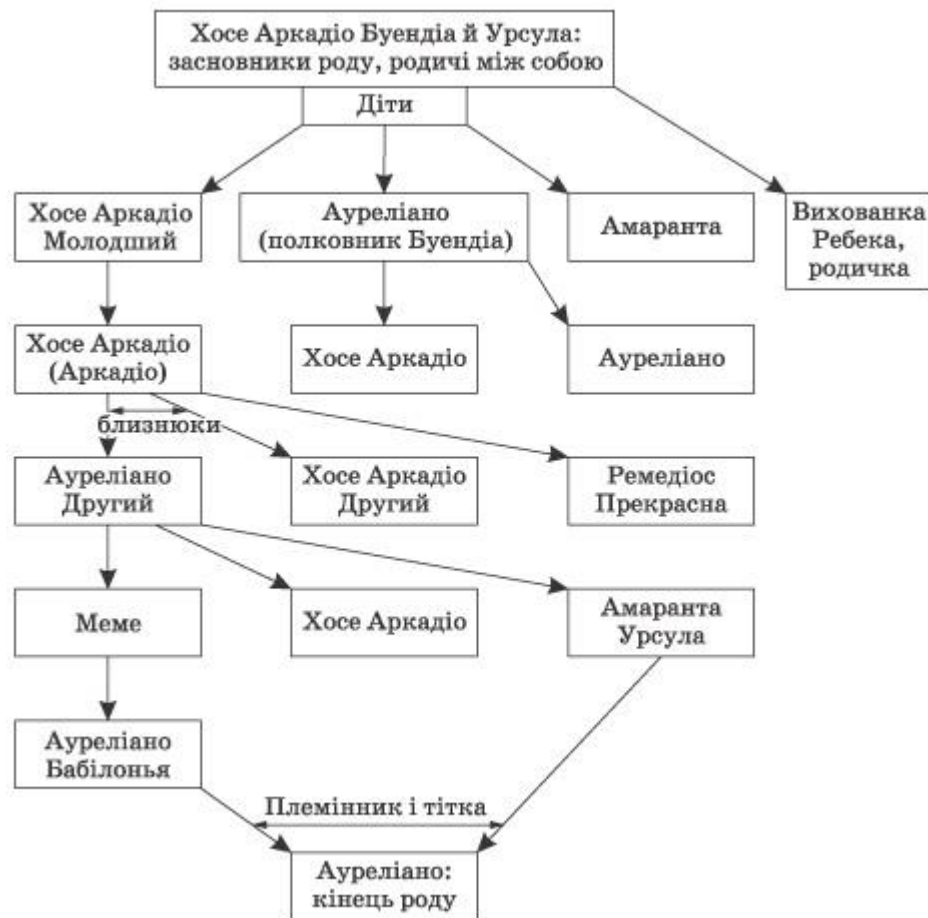 Хосе Аркадіо Буендіа й Урсула:
засновники роду, родичі між собою
Діти
Хосе Аркадіо
Молодший
Ауреліано
(полковник Буендіа)
Амаранта
Вихованка
Ребека,
родичка
Хосе Аркадіо
(Аркадіо)
Хосе Аркадіо
Ауреліано
близнюки
Ауреліано
Другий
Хосе Аркадіо
Другий
Ремедіос
Прекрасна
Меме
Хосе Аркадіо
Амаранта
Урсула
Ауреліано
Бабілонья
Племінник і тітка
Ауреліано:
кінець роду